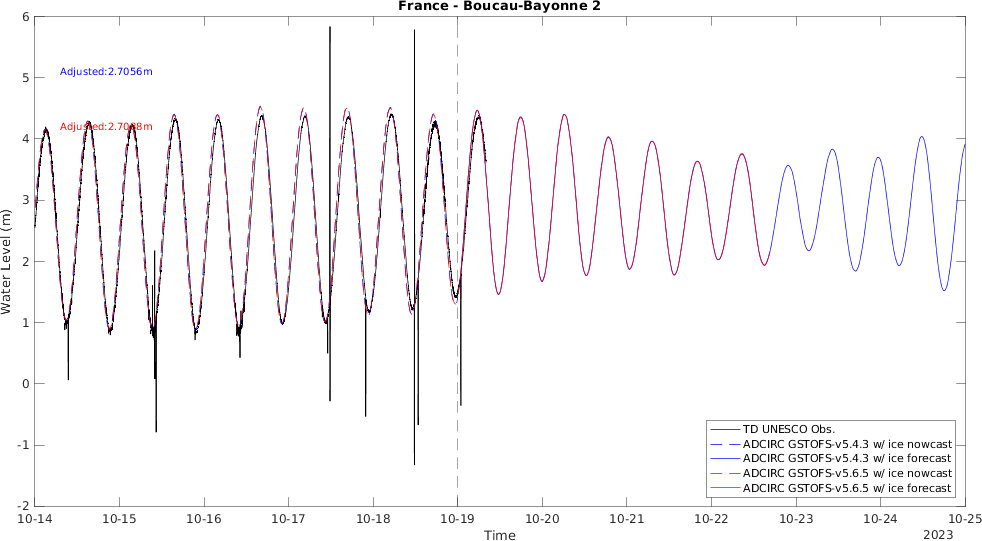 France - Boucau-Bayonne 2
6
5
4
3
2
1
0
-1
-2
Water Level (m)
Adjusted:2.7056m
10-14
10-15
10-16
10-17
10-18
10-19
10-20
10-21
10-22
10-23
10-24
10-25
Time
2023
TD UNESCO Obs.
ADCIRC GSTOFS-v5.4.3 w/ ice nowcast
ADCIRC GSTOFS-v5.4.3 w/ ice forecast
ADCIRC GSTOFS-v5.6.5 w/ ice nowcast
ADCIRC GSTOFS-v5.6.5 w/ ice forecast